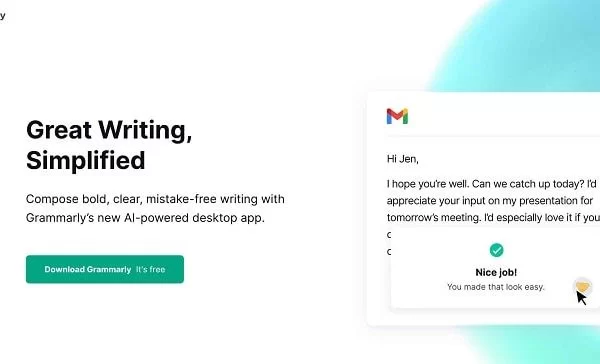 y
Great Writing,
Simplified
Compose bold, clear, mistake-free writing with
Grammarly's new AI-powered desktop app.
Download Grammarly It's free
Hi Jen,
I hope you're well. Can we catch up today? I'd
appreciate your input on my presentation for
tomorrow's meeting. I'd especially love it if you
Nice job!
You made that look easy.